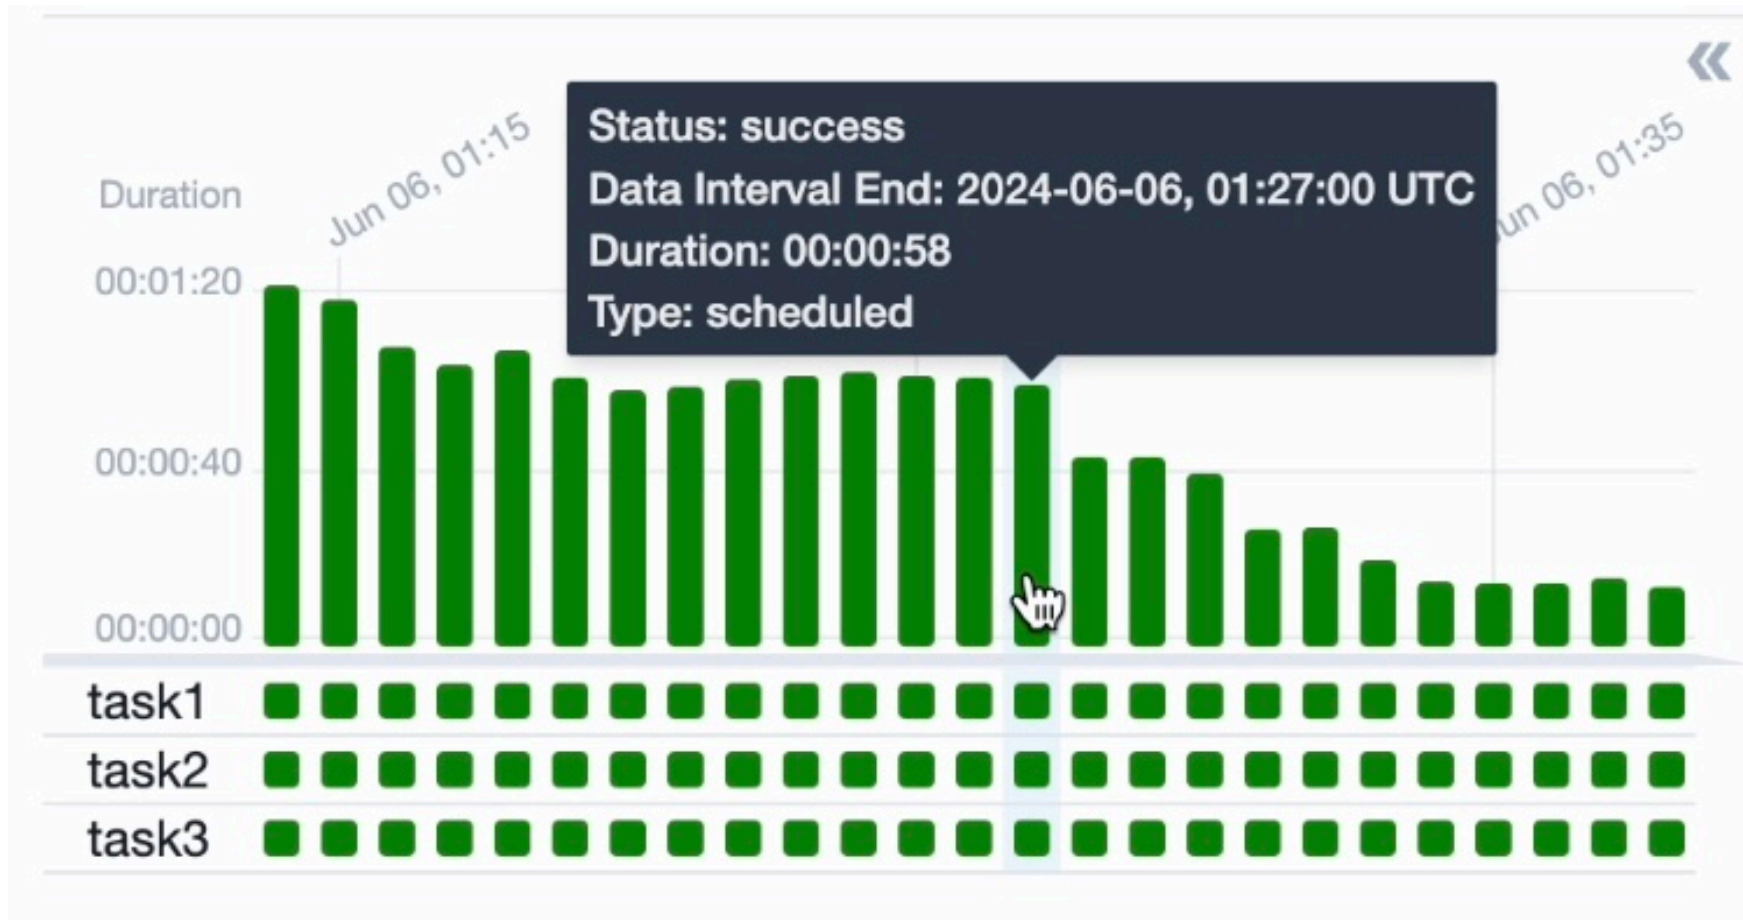 Status: success
Data Interval End: 2024-06-06, 01:27:00 UTC
Duration: 00:00:58
Type: scheduled
Jun 06, 01:15
un 06, 01:35
Duration
00:01:20
00:00:40
00:00:00
task1
task2
task3